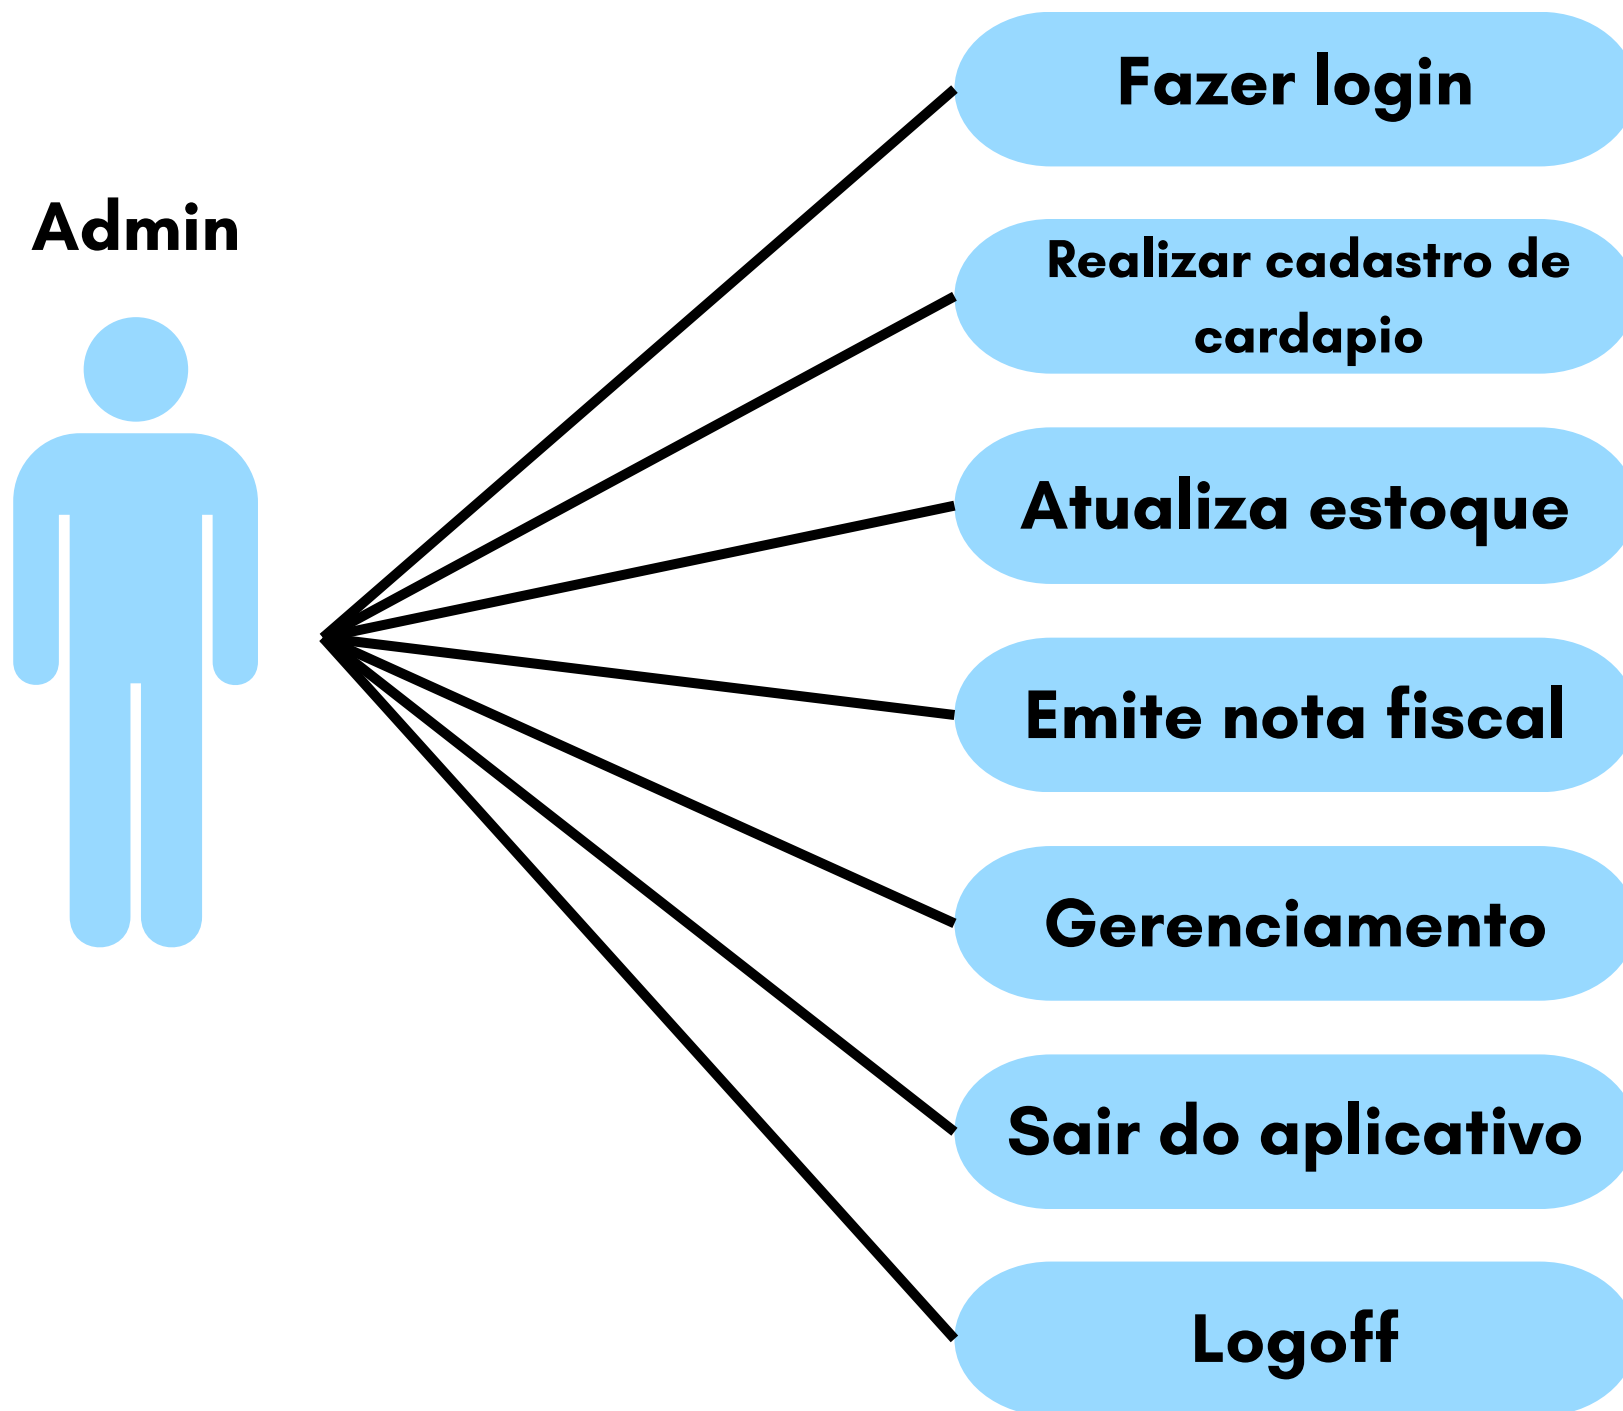 Fazer login
Admin
Realizar cadastro de
cardapio
Atualiza estoque
Emite nota fiscal
Gerenciamento
Sair do aplicativo
Logoff